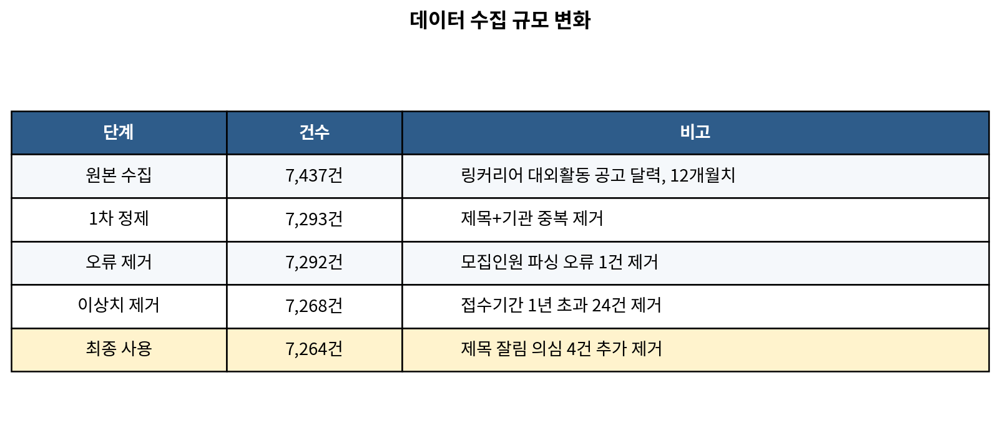 데이터 수집 규모 변화
단계 건수 비고
원본 수집 7,437건 링커리어 대외활동 공고 달력, 12개월치
1차 정제 7,293건 제목+기관 중복 제거
오류 제거 7,292건 모집인원 파싱 오류 1건 제거
이상치 제거 7,268건 접수기간 1년 초과 24건 제거
최종 사용 7,264건 제목 잘림 의심 4건 추가 제거